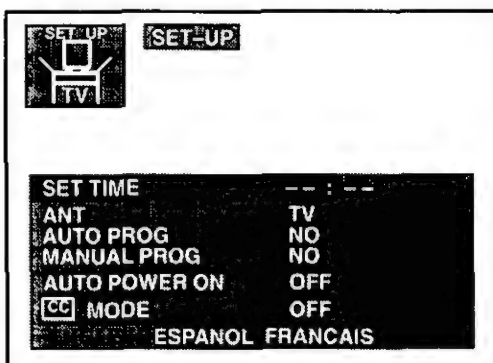 SET UP
TV
SET-UP
SET TIME -- : --
ANT TV
AUTO PROG NO
MANUAL PROG NO
AUTO POWER ON OFF
CC MODE OFF
ESPANOL FRANCAIS